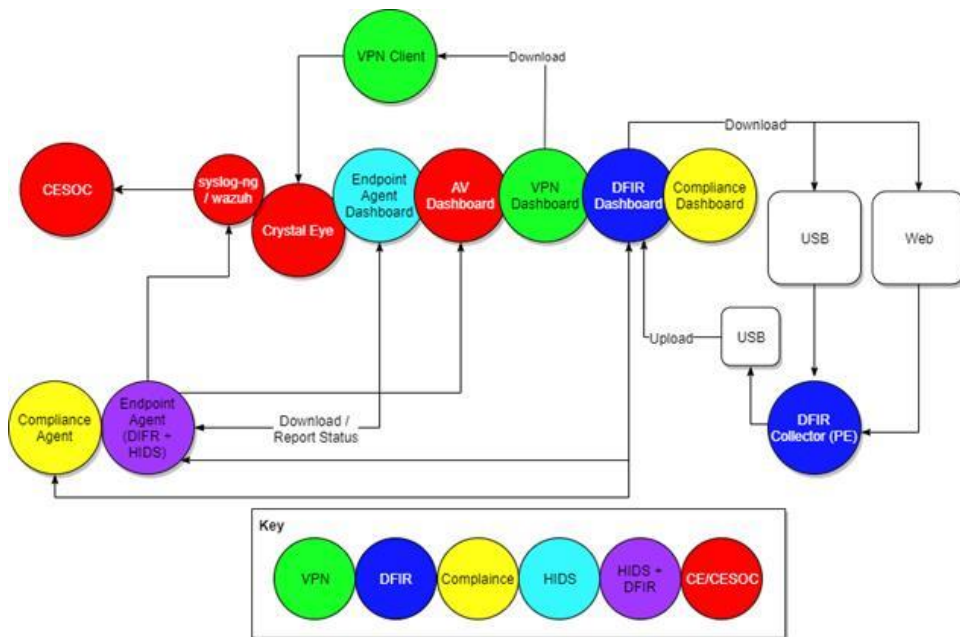 VPN Client
Download
Download
CESOC
syslog-ng
/ wazuh
Crystal Eye
Endpoint
Agent
Dashboard
AV
Dashboard
VPN
Dashboard
DFIR
Dashboard
Compliance
Dashboard
USB
Web
Upload
USB
Compliance
Agent
Endpoint
Agent
(DIFR +
HIDS)
Download /
Report Status
DFIR
Collector (PE)
Key
VPN
DFIR
Complaince
HIDS
HIDS +
DFIR
CE/CESOC